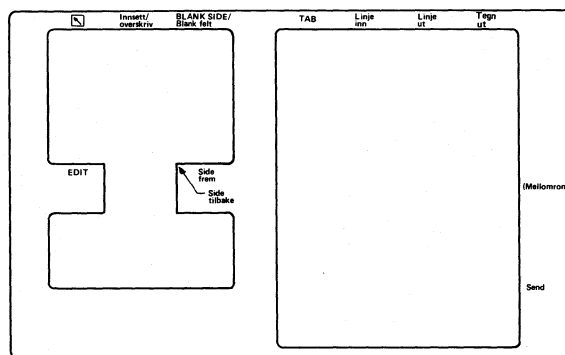 Innsett/
overskriv
BLANK SIDE/
Blank felt
TAB
Linje
inn
Linje
ut
Tegn
ut
EDIT
Side
frem
Side
tilbake
(Mellomron
Send